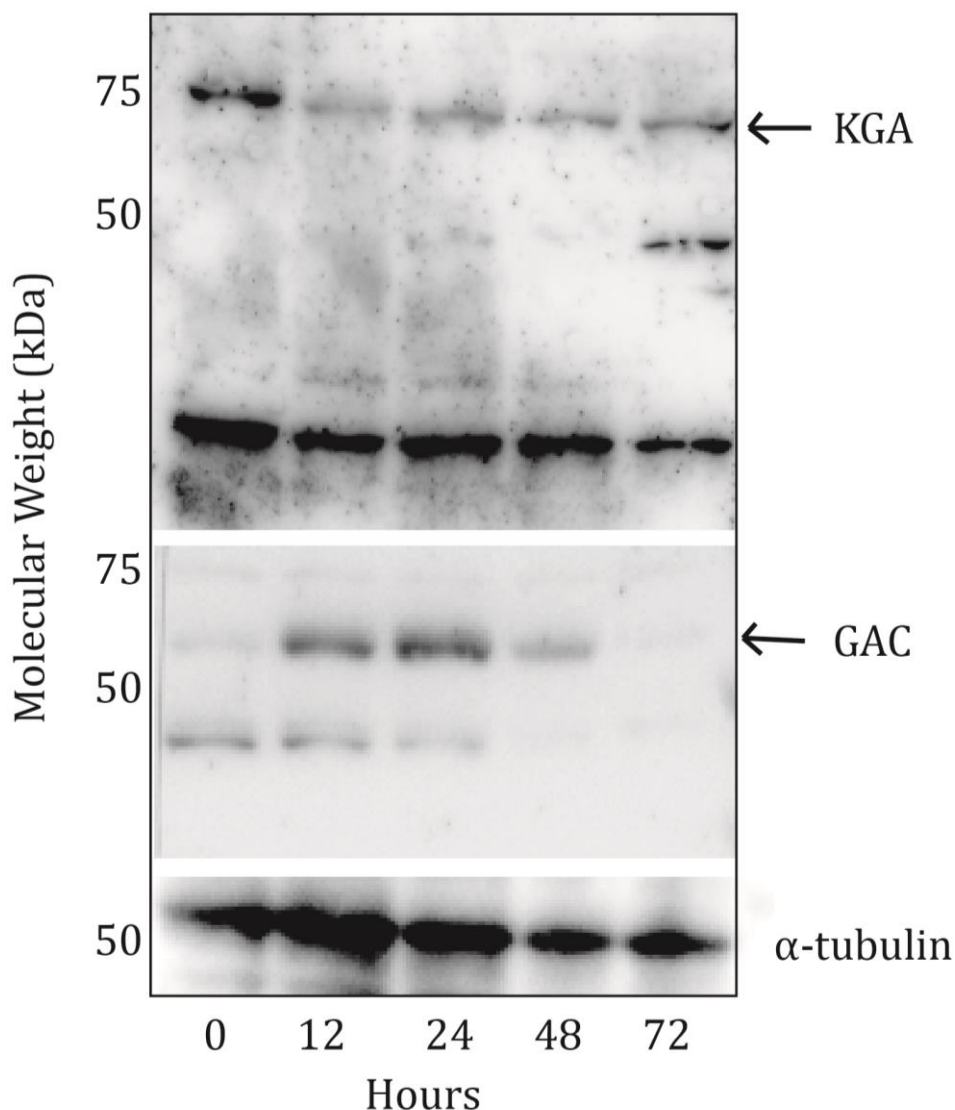 75
KGA
50
Molecular Weight (kDa)
75
GAC
50
50
α-tubulin
0 12 24 48 72
Hours